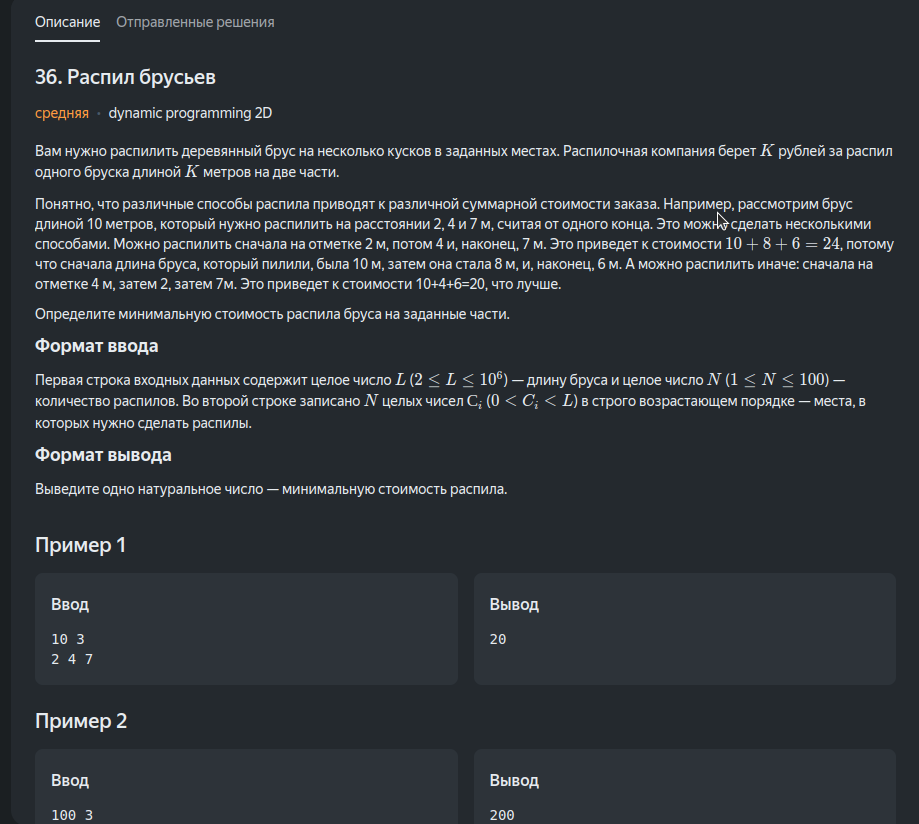 Описание Отправленные решения
36. Распил брусьев
средняя · dynamic programming 2D
Вам нужно распилить деревянный брус на несколько кусков в заданных местах. Распилочная компания берет K рублей за распил
одного бруска длиной K метров на две части.
Понятно, что различные способы распила приводят к различной суммарной стоимости заказа. Например, рассмотрим брус
длиной 10 метров, который нужно распилить на расстоянии 2, 4 и 7 м, считая от одного конца. Это можно сделать несколькими
способами. Можно распилить сначала на отметке 2 м, потом 4 и, наконец, 7 м. Это приведет к стоимости 10 + 8 + 6 = 24, потому
что сначала длина бруса, который пилили, была 10 м, затем она стала 8 м, и, наконец, 6 м. А можно распилить иначе: сначала на
отметке 4 м, затем 2, затем 7м. Это приведет к стоимости 10+4+6=20, что лучше.
Определите минимальную стоимость распила бруса на заданные части.
Формат ввода
Первая строка входных данных содержит целое число L (2 ≤ L ≤ 10⁶) — длину бруса и целое число N (1 ≤ N ≤ 100) —
количество распилов. Во второй строке записано N целых чисел Cᵢ (0 < Cᵢ < L) в строго возрастающем порядке — места, в
которых нужно сделать распилы.
Формат вывода
Выведите одно натуральное число — минимальную стоимость распила.
Пример 1
Ввод
10 3
2 4 7
Вывод
20
Пример 2
Ввод
100 3
Вывод
200